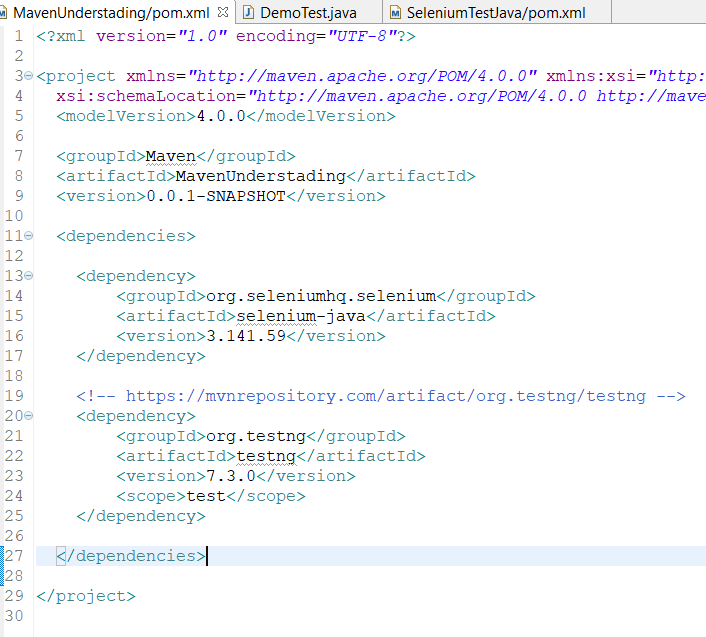 MavenUnderstading/pom.xml DemoTest.java SeleniumTestJava/pom.xml
1 <?xml version="1.0" encoding="UTF-8"?>
2
3 <project xmlns="http://maven.apache.org/POM/4.0.0" xmlns:xsi="http:
4 xsi:schemaLocation="http://maven.apache.org/POM/4.0.0 http://mave
5 <modelVersion>4.0.0</modelVersion>
6
7 <groupId>Maven</groupId>
8 <artifactId>MavenUnderstading</artifactId>
9 <version>0.0.1-SNAPSHOT</version>
10
11 <dependencies>
12
13 <dependency>
14 <groupId>org.seleniumhq.selenium</groupId>
15 <artifactId>selenium-java</artifactId>
16 <version>3.141.59</version>
17 </dependency>
18
19 <!-- https://mvnrepository.com/artifact/org.testng/testng -->
20 <dependency>
21 <groupId>org.testng</groupId>
22 <artifactId>testng</artifactId>
23 <version>7.3.0</version>
24 <scope>test</scope>
25 </dependency>
26
27 </dependencies>
28
29 </project>
30